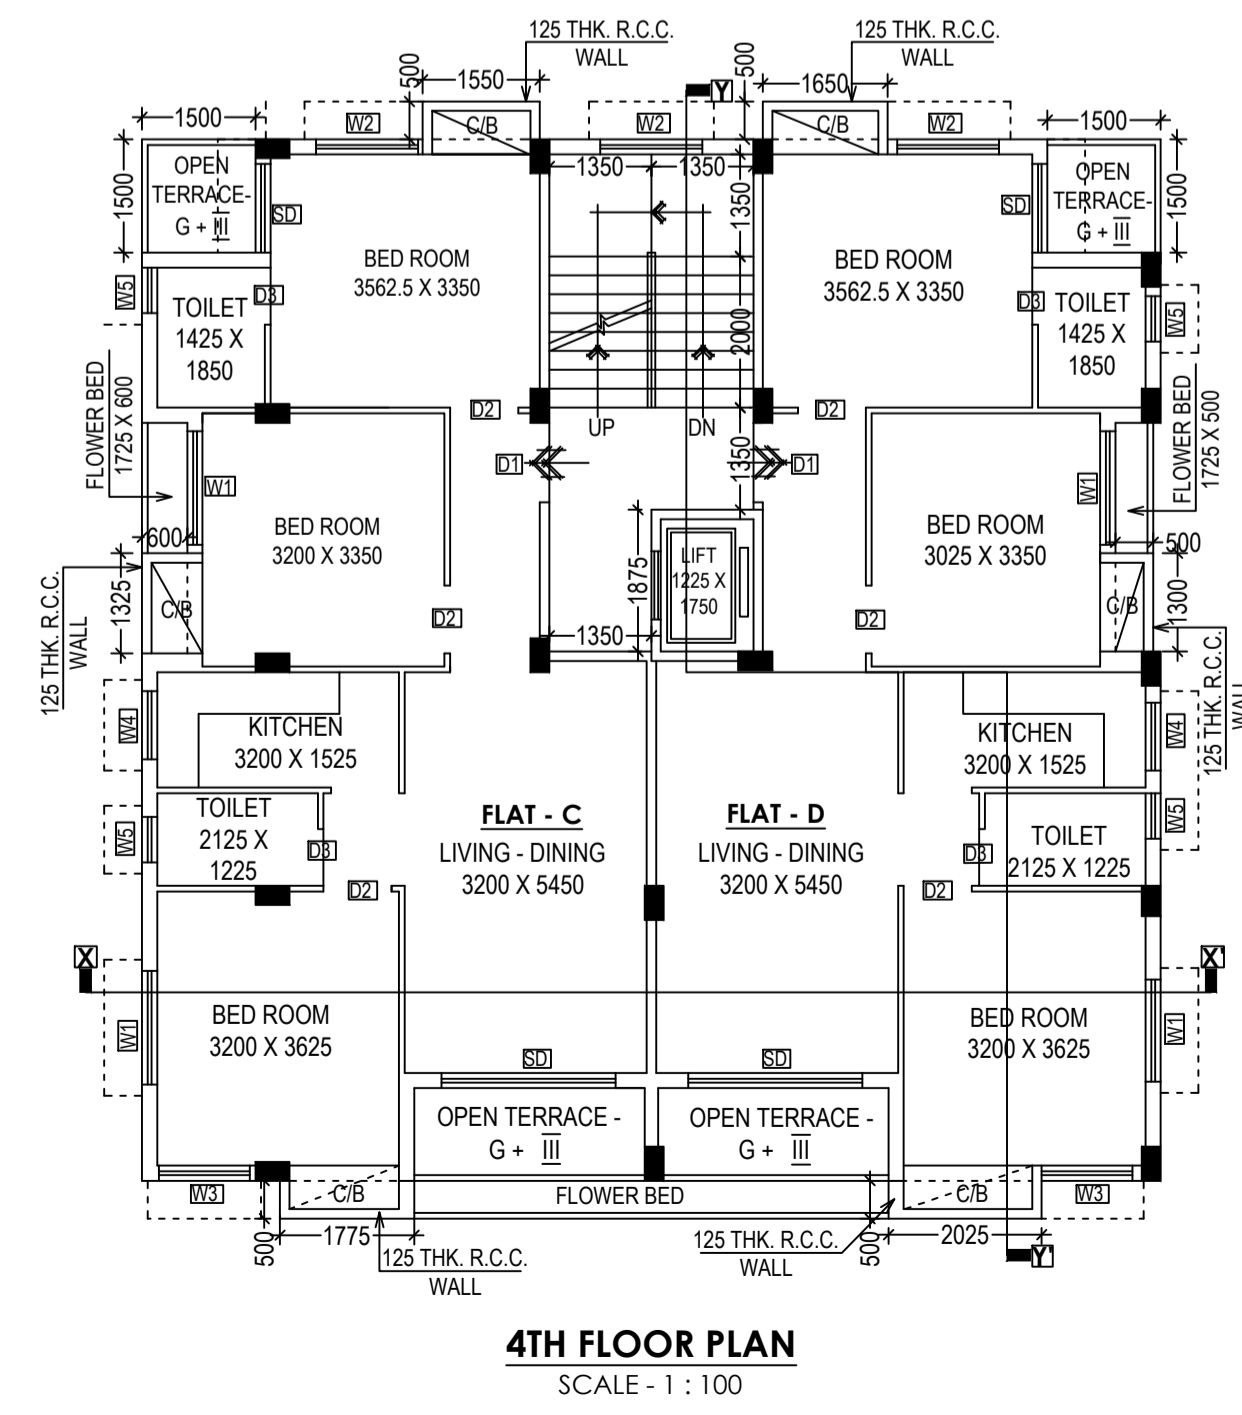 125 THK. R.C.C.
WALL
125 THK. R.C.C.
WALL
500
1550
Y
500
1650
1500
W2
C/B
W2
C/B
W2
1500
OPEN
TERRACE-
G + III
1500
SD
1350
1350
1350
SD
OPEN
TERRACE-
G + III
1500
BED ROOM
3562.5 X 3350
BED ROOM
3562.5 X 3350
W5
D3
TOILET
1425 X
1850
2000
D3
TOILET
1425 X
1850
W5
FLOWER BED
1725 X 600
D2
UP
DN
D2
FLOWER BED
1725 X 500
D1
1350
D1
W1
BED ROOM
3200 X 3350
W1
BED ROOM
3025 X 3350
600
500
LIFT
1225 X
1750
1875
125 THK. R.C.C.
WALL
1325
C/B
D2
1350
D2
C/B
1300
125 THK. R.C.C.
W4
KITCHEN
3200 X 1525
KITCHEN
3200 X 1525
W4
W5
TOILET
2125 X
1225
D3
FLAT - C
LIVING - DINING
3200 X 5450
FLAT - D
LIVING - DINING
3200 X 5450
D3
TOILET
2125 X 1225
W5
D2
D2
X
X'
W1
BED ROOM
3200 X 3625
BED ROOM
3200 X 3625
W1
SD
SD
OPEN TERRACE -
G + III
OPEN TERRACE -
G + III
W3
C/B
FLOWER BED
C/B
W3
500
1775
125 THK. R.C.C.
WALL
125 THK. R.C.C.
WALL
500
2025
Y'
4TH FLOOR PLAN
SCALE - 1 : 100